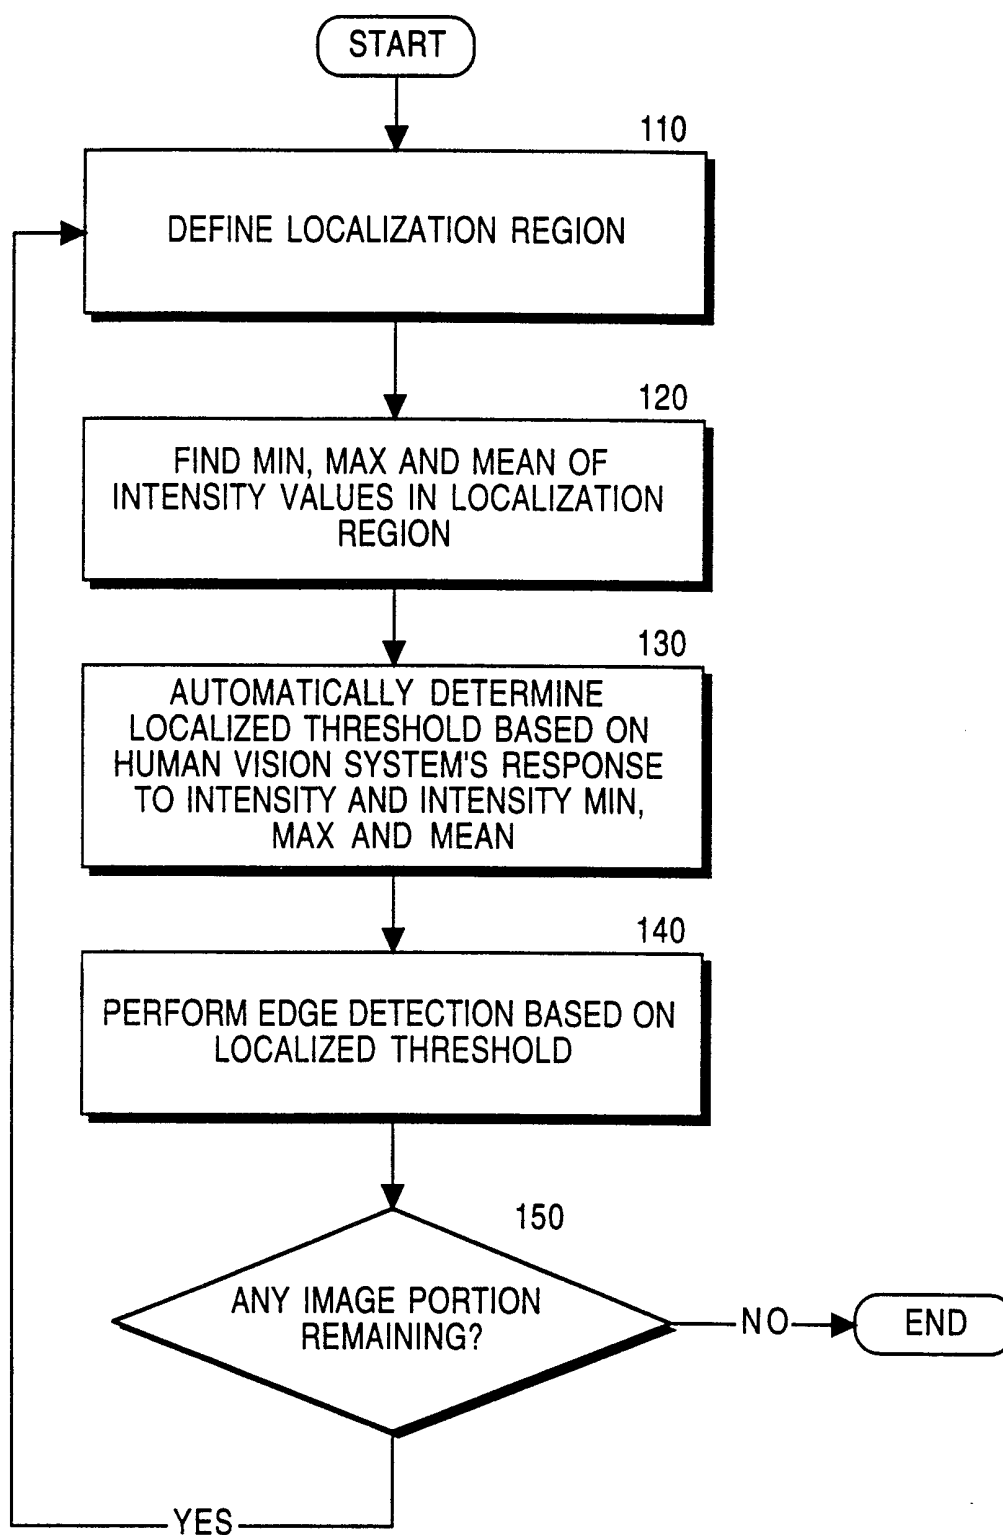 START
110
DEFINE LOCALIZATION REGION
120
FIND MIN, MAX AND MEAN OF
INTENSITY VALUES IN LOCALIZATION
REGION
130
AUTOMATICALLY DETERMINE
LOCALIZED THRESHOLD BASED ON
HUMAN VISION SYSTEM'S RESPONSE
TO INTENSITY AND INTENSITY MIN,
MAX AND MEAN
140
PERFORM EDGE DETECTION BASED ON
LOCALIZED THRESHOLD
150
ANY IMAGE PORTION
REMAINING?
NO
END
YES